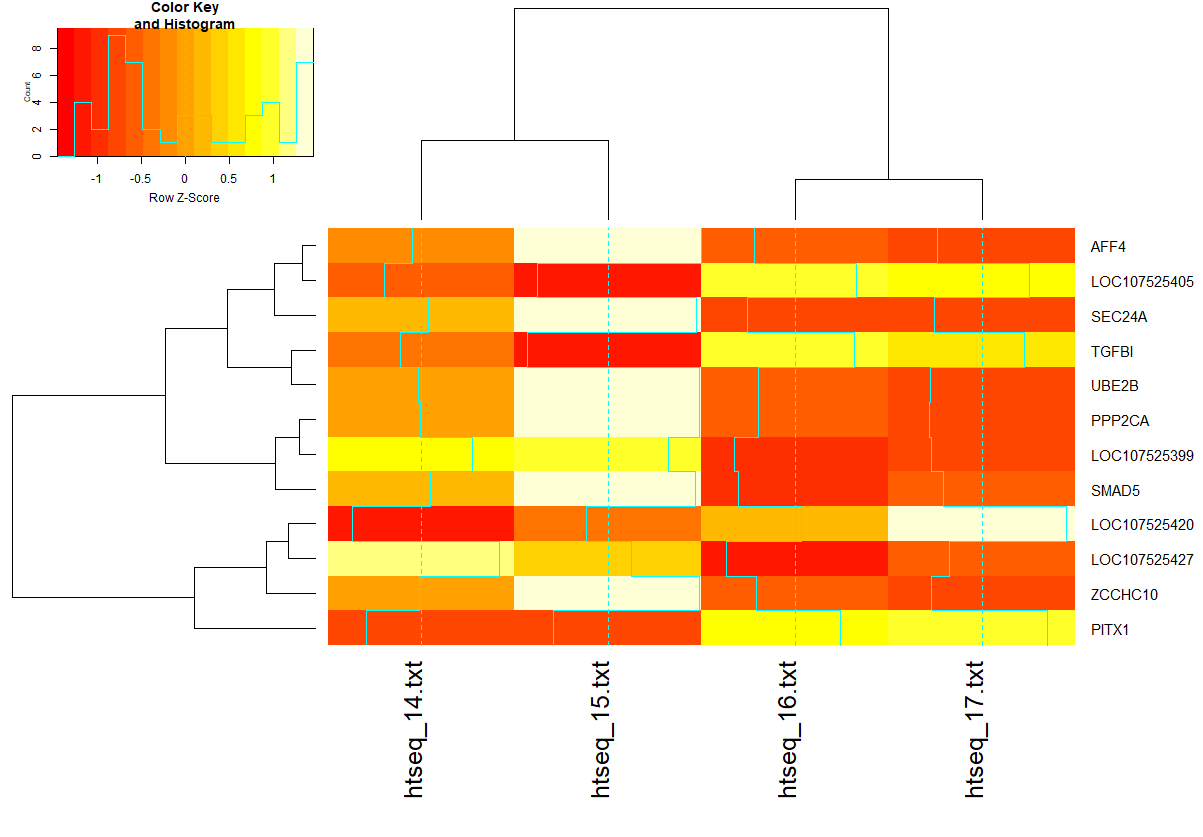 Color Key
and Histogram
Count
0
2
4
6
8
-1
-0.5
0
0.5
1
Row Z-Score
AFF4
LOC107525405
SEC24A
TGFBI
UBE2B
PPP2CA
LOC107525399
SMAD5
LOC107525420
LOC107525427
ZCCHC10
PITX1
htseq_14.txt
htseq_15.txt
htseq_16.txt
htseq_17.txt